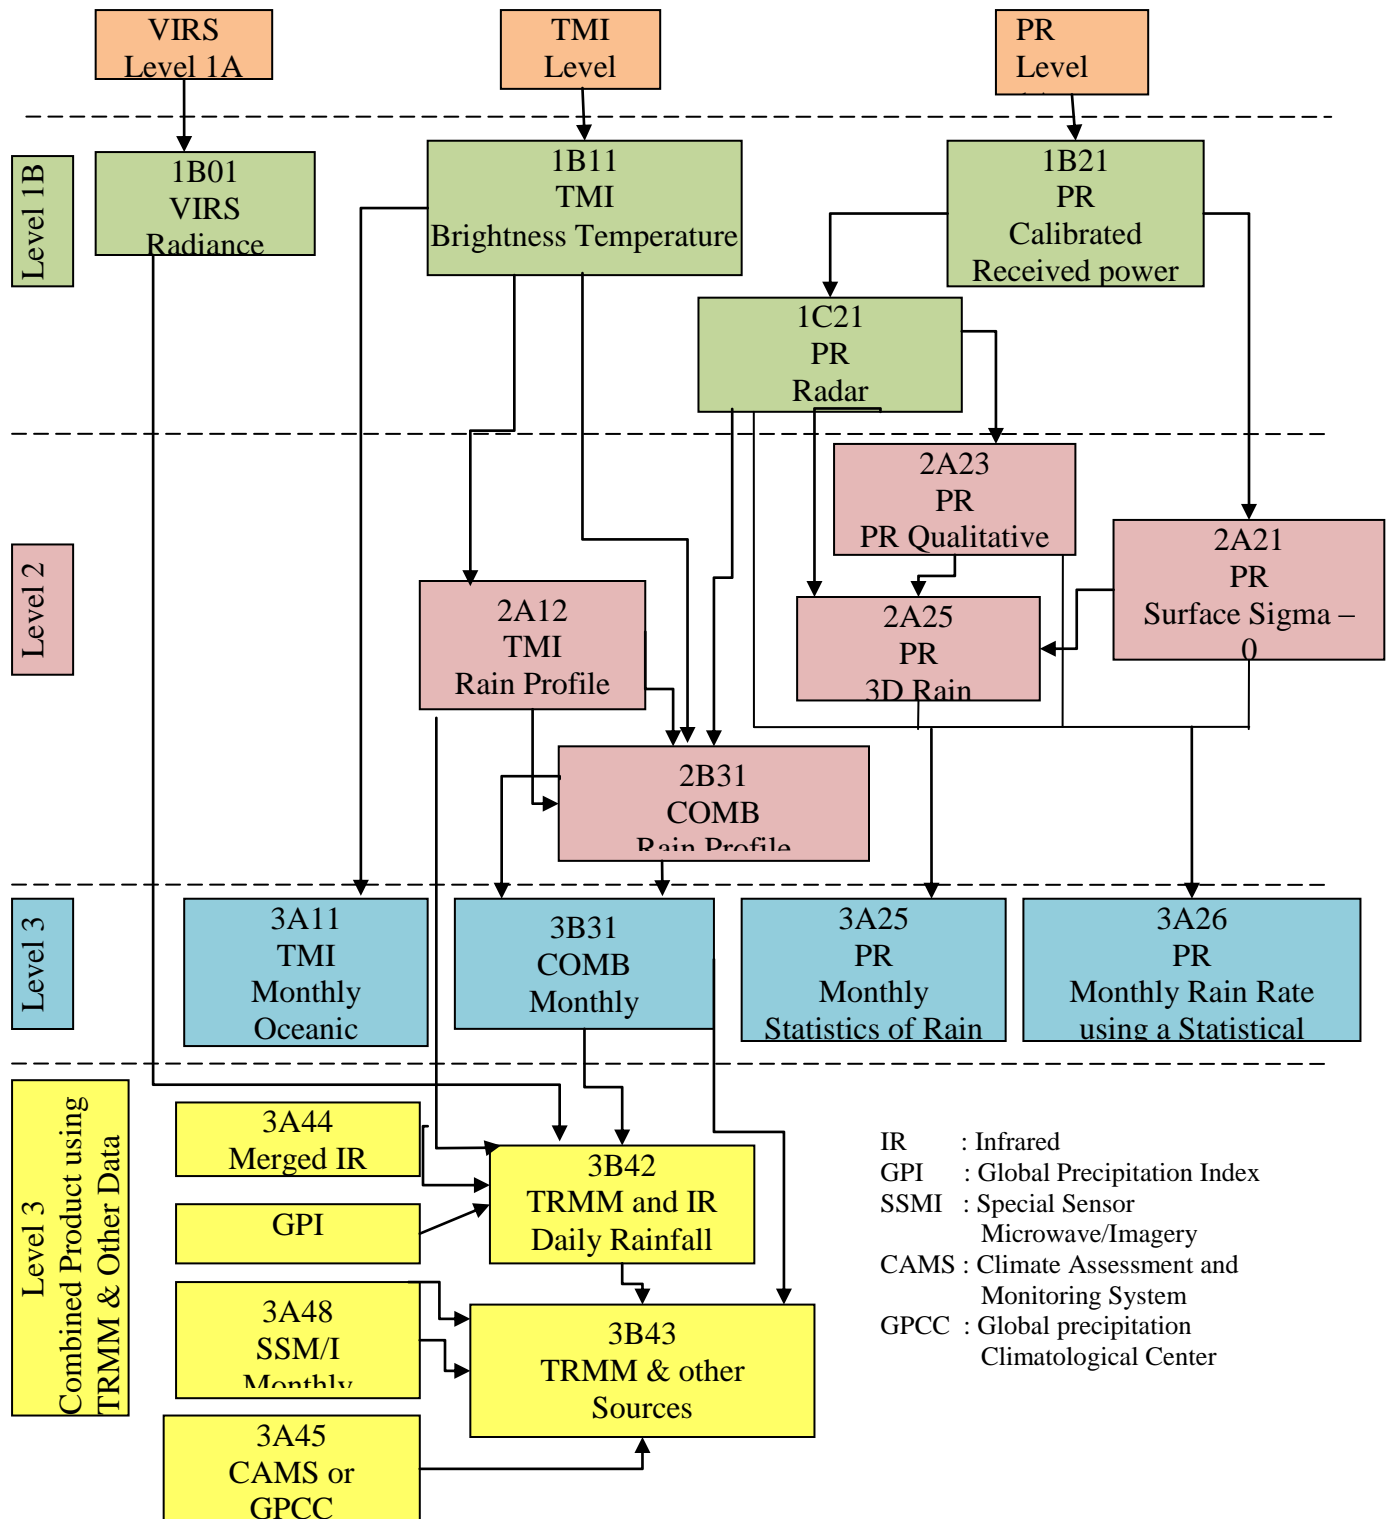 VIRS
Level 1A
TMI
Level
PR
Level
Level 1B
1B01
VIRS
Radiance
1B11
TMI
Brightness Temperature
1B21
PR
Calibrated
Received power
1C21
PR
Radar
Level 2
2A23
PR
PR Qualitative
2A21
PR
Surface Sigma –
0
2A12
TMI
Rain Profile
2A25
PR
3D Rain
2B31
COMB
Rain Profile
Level 3
3A11
TMI
Monthly
Oceanic
3B31
COMB
Monthly
3A25
PR
Monthly
Statistics of Rain
3A26
PR
Monthly Rain Rate
using a Statistical
Level 3
Combined Product using
TRMM & Other Data
3A44
Merged IR
GPI
3A48
SSM/I
Monthly
3A45
CAMS or
GPCC
3B42
TRMM and IR
Daily Rainfall
3B43
TRMM & other
Sources
IR : Infrared
GPI : Global Precipitation Index
SSMI : Special Sensor
Microwave/Imagery
CAMS : Climate Assessment and
Monitoring System
GPCC : Global precipitation
Climatological Center